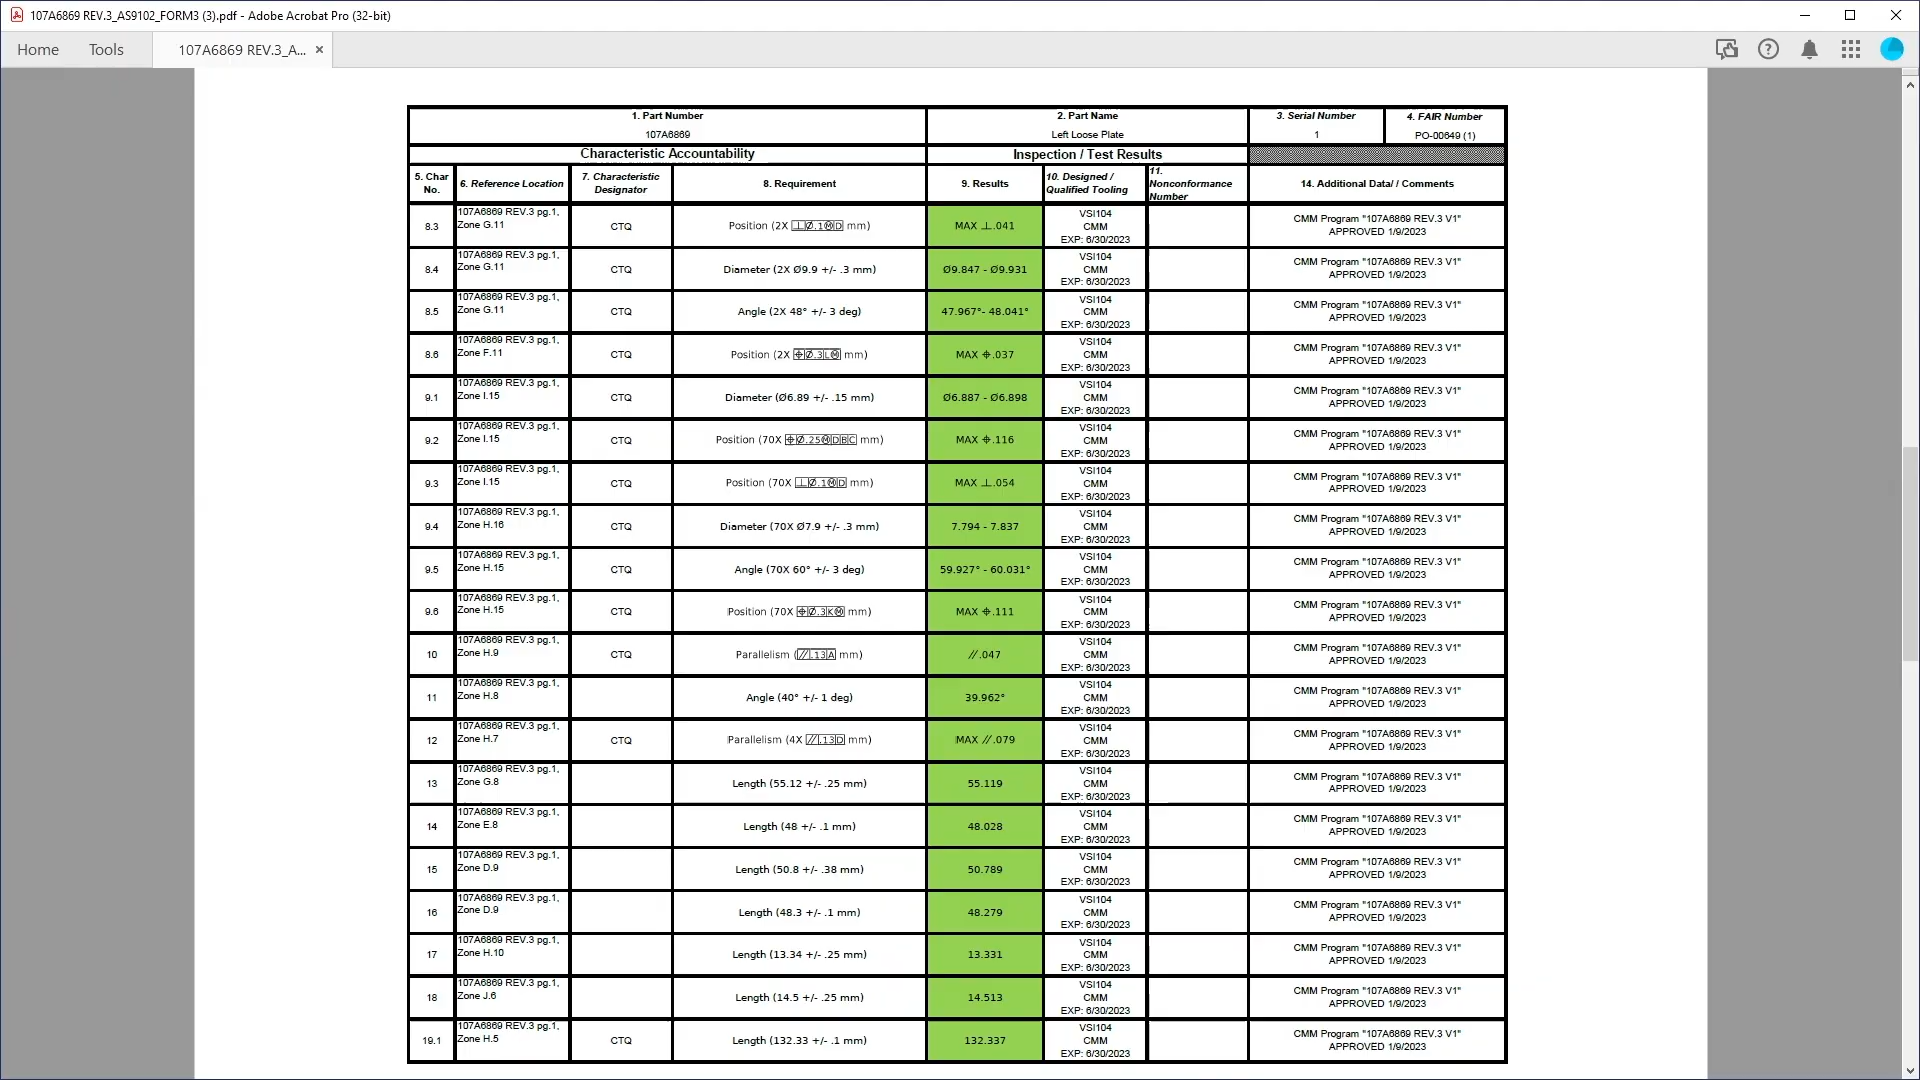 107A6869 REV.3_AS9102_FORM3 (3).pdf - Adobe Acrobat Pro (32-bit)
Home Tools 107A6869 REV.3_A... ×
1. Part Number 2. Part Name 3. Serial Number 4. FAIR Number
107A6869 Left Loose Plate 1 PO-00649 (1)
Characteristic Accountability Inspection / Test Results
5. Char No. 6. Reference Location 7. Characteristic Designator 8. Requirement 9. Results 10. Designed / Qualified Tooling 11. Nonconformance Number 14. Additional Data/ / Comments
8.3 107A6869 REV.3 pg.1, Zone G.11 CTQ Position (2X ⊥Ø.1ⓂD mm) MAX ⊥.041 VSI104 CMM EXP: 6/30/2023 CMM Program "107A6869 REV.3 V1" APPROVED 1/9/2023
8.4 107A6869 REV.3 pg.1, Zone G.11 CTQ Diameter (2X Ø9.9 +/- .3 mm) Ø9.847 - Ø9.931 VSI104 CMM EXP: 6/30/2023 CMM Program "107A6869 REV.3 V1" APPROVED 1/9/2023
8.5 107A6869 REV.3 pg.1, Zone G.11 CTQ Angle (2X 48° +/- 3 deg) 47.967°- 48.041° VSI104 CMM EXP: 6/30/2023 CMM Program "107A6869 REV.3 V1" APPROVED 1/9/2023
8.6 107A6869 REV.3 pg.1, Zone F.11 CTQ Position (2X ⌖Ø.3LⓂ mm) MAX ⌖.037 VSI104 CMM EXP: 6/30/2023 CMM Program "107A6869 REV.3 V1" APPROVED 1/9/2023
9.1 107A6869 REV.3 pg.1, Zone I.15 CTQ Diameter (Ø6.89 +/- .15 mm) Ø6.887 - Ø6.898 VSI104 CMM EXP: 6/30/2023 CMM Program "107A6869 REV.3 V1" APPROVED 1/9/2023
9.2 107A6869 REV.3 pg.1, Zone I.15 CTQ Position (70X ⌖Ø.25ⓂDBC mm) MAX ⌖.116 VSI104 CMM EXP: 6/30/2023 CMM Program "107A6869 REV.3 V1" APPROVED 1/9/2023
9.3 107A6869 REV.3 pg.1, Zone I.15 CTQ Position (70X ⊥Ø.1ⓂD mm) MAX ⊥.054 VSI104 CMM EXP: 6/30/2023 CMM Program "107A6869 REV.3 V1" APPROVED 1/9/2023
9.4 107A6869 REV.3 pg.1, Zone H.16 CTQ Diameter (70X Ø7.9 +/- .3 mm) 7.794 - 7.837 VSI104 CMM EXP: 6/30/2023 CMM Program "107A6869 REV.3 V1" APPROVED 1/9/2023
9.5 107A6869 REV.3 pg.1, Zone H.15 CTQ Angle (70X 60° +/- 3 deg) 59.927° - 60.031° VSI104 CMM EXP: 6/30/2023 CMM Program "107A6869 REV.3 V1" APPROVED 1/9/2023
9.6 107A6869 REV.3 pg.1, Zone H.15 CTQ Position (70X ⌖Ø.3KⓂ mm) MAX ⌖.111 VSI104 CMM EXP: 6/30/2023 CMM Program "107A6869 REV.3 V1" APPROVED 1/9/2023
10 107A6869 REV.3 pg.1, Zone H.9 CTQ Parallelism (//.13A mm) //.047 VSI104 CMM EXP: 6/30/2023 CMM Program "107A6869 REV.3 V1" APPROVED 1/9/2023
11 107A6869 REV.3 pg.1, Zone H.8 Angle (40° +/- 1 deg) 39.962° VSI104 CMM EXP: 6/30/2023 CMM Program "107A6869 REV.3 V1" APPROVED 1/9/2023
12 107A6869 REV.3 pg.1, Zone H.7 CTQ Parallelism (4X //.13D mm) MAX //.079 VSI104 CMM EXP: 6/30/2023 CMM Program "107A6869 REV.3 V1" APPROVED 1/9/2023
13 107A6869 REV.3 pg.1, Zone G.8 Length (55.12 +/- .25 mm) 55.119 VSI104 CMM EXP: 6/30/2023 CMM Program "107A6869 REV.3 V1" APPROVED 1/9/2023
14 107A6869 REV.3 pg.1, Zone E.8 Length (48 +/- .1 mm) 48.028 VSI104 CMM EXP: 6/30/2023 CMM Program "107A6869 REV.3 V1" APPROVED 1/9/2023
15 107A6869 REV.3 pg.1, Zone D.9 Length (50.8 +/- .38 mm) 50.789 VSI104 CMM EXP: 6/30/2023 CMM Program "107A6869 REV.3 V1" APPROVED 1/9/2023
16 107A6869 REV.3 pg.1, Zone D.9 Length (48.3 +/- .1 mm) 48.279 VSI104 CMM EXP: 6/30/2023 CMM Program "107A6869 REV.3 V1" APPROVED 1/9/2023
17 107A6869 REV.3 pg.1, Zone H.10 Length (13.34 +/- .25 mm) 13.331 VSI104 CMM EXP: 6/30/2023 CMM Program "107A6869 REV.3 V1" APPROVED 1/9/2023
18 107A6869 REV.3 pg.1, Zone J.6 Length (14.5 +/- .25 mm) 14.513 VSI104 CMM EXP: 6/30/2023 CMM Program "107A6869 REV.3 V1" APPROVED 1/9/2023
19.1 107A6869 REV.3 pg.1, Zone H.5 CTQ Length (132.33 +/- .1 mm) 132.337 VSI104 CMM EXP: 6/30/2023 CMM Program "107A6869 REV.3 V1" APPROVED 1/9/2023